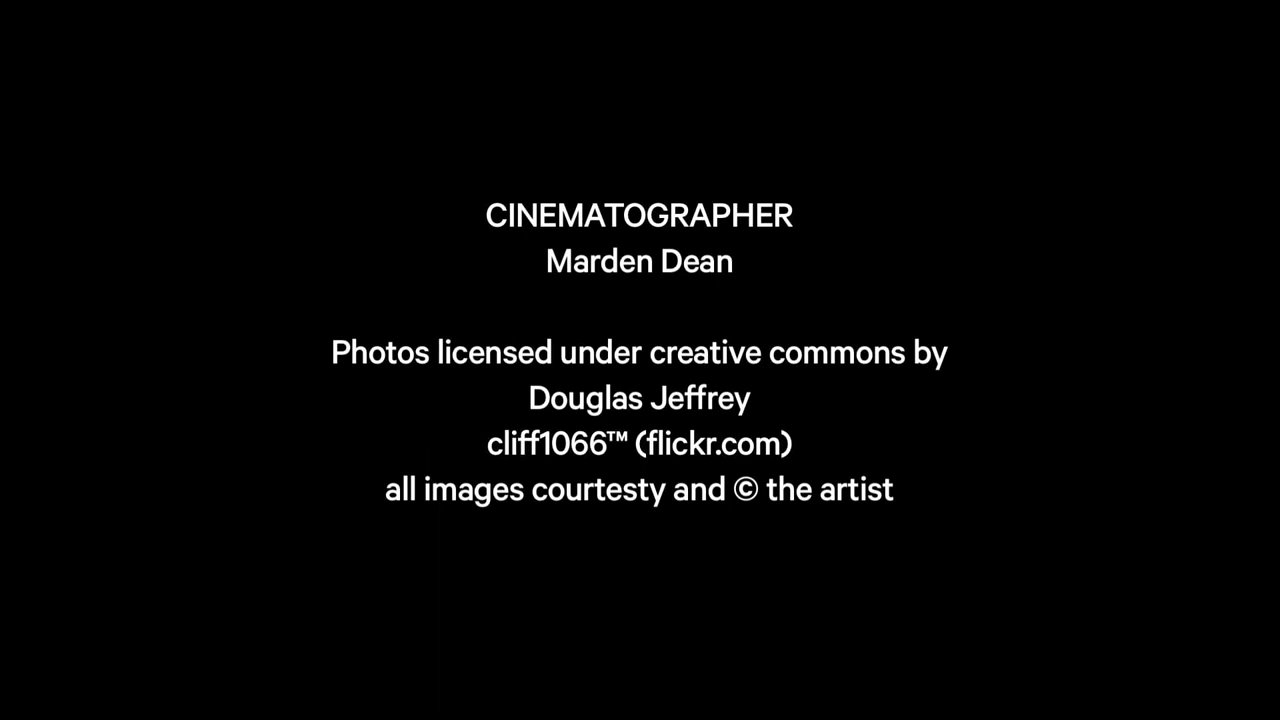 CINEMATOGRAPHER
Marden Dean
Photos licensed under creative commons by
Douglas Jeffrey
cliff1066™ (flickr.com)
all images courtesty and © the artist